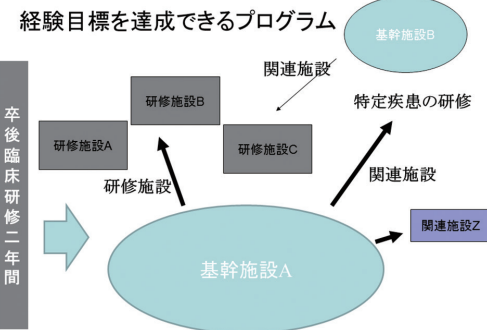 経験目標を達成できるプログラム
基幹施設B
関連施設
研修施設B
特定疾患の研修
研修施設A
研修施設C
卒後臨床研修二年間
研修施設
関連施設
関連施設Z
基幹施設A